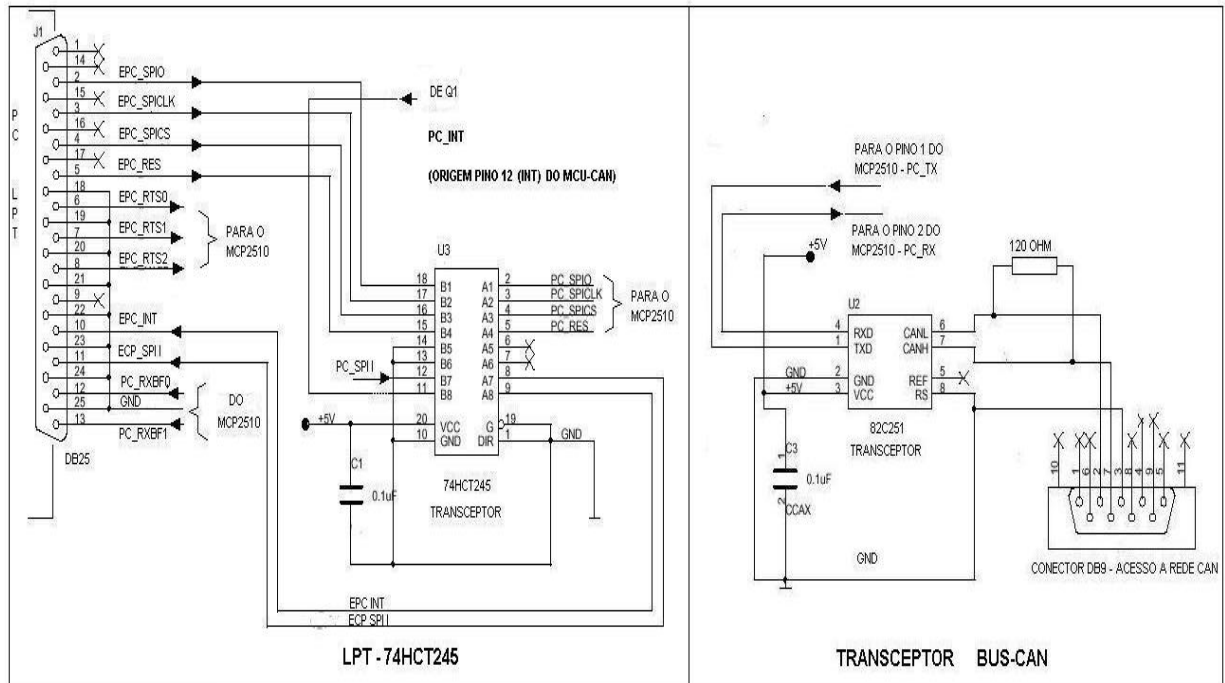 J1
PC LPT
1
14
2 EPC_SPIO
15
3 EPC_SPICLK
16
4 EPC_SPICS
17
5 EPC_RES
18
6 EPC_RTS0
19
7 EPC_RTS1
20
8 EPC_RTS2
21
9
22
10 EPC_INT
23
11 ECP_SPII
24
12 PC_RXBF0
25 GND
13 PC_RXBF1
DB25
PARA O
MCP2510
DO
MCP2510
DE Q1
PC_INT
(ORIGEM PINO 12 (INT) DO MCU-CAN)
U3
18 B1 A1 2 PC_SPIO
17 B2 A2 3 PC_SPICLK
16 B3 A3 4 PC_SPICS
15 B4 A4 5 PC_RES
14 B5 A5 6
13 B6 A6 7
12 B7 A7 8
11 B8 A8 9
20 VCC G 19
10 GND DIR 1
PC_SPII
+5V
GND
PARA O
MCP2510
C1
0.1uF
74HCT245
TRANSCEPTOR
EPC INT
ECP SPII
LPT - 74HCT245
PARA O PINO 1 DO
MCP2510 - PC_TX
PARA O PINO 2 DO
MCP2510 - PC_RX
+5V
120 OHM
U2
4 RXD CANL 6
1 TXD CANH 7
2 GND REF 5
3 VCC RS 8
GND
+5V
82C251
TRANSCEPTOR
C3
1
0.1uF
2
CCAX
GND
10 1 6 2 7 3 8 4 9 5 11
CONECTOR DB9 - ACESSO A REDE CAN
TRANSCEPTOR BUS-CAN